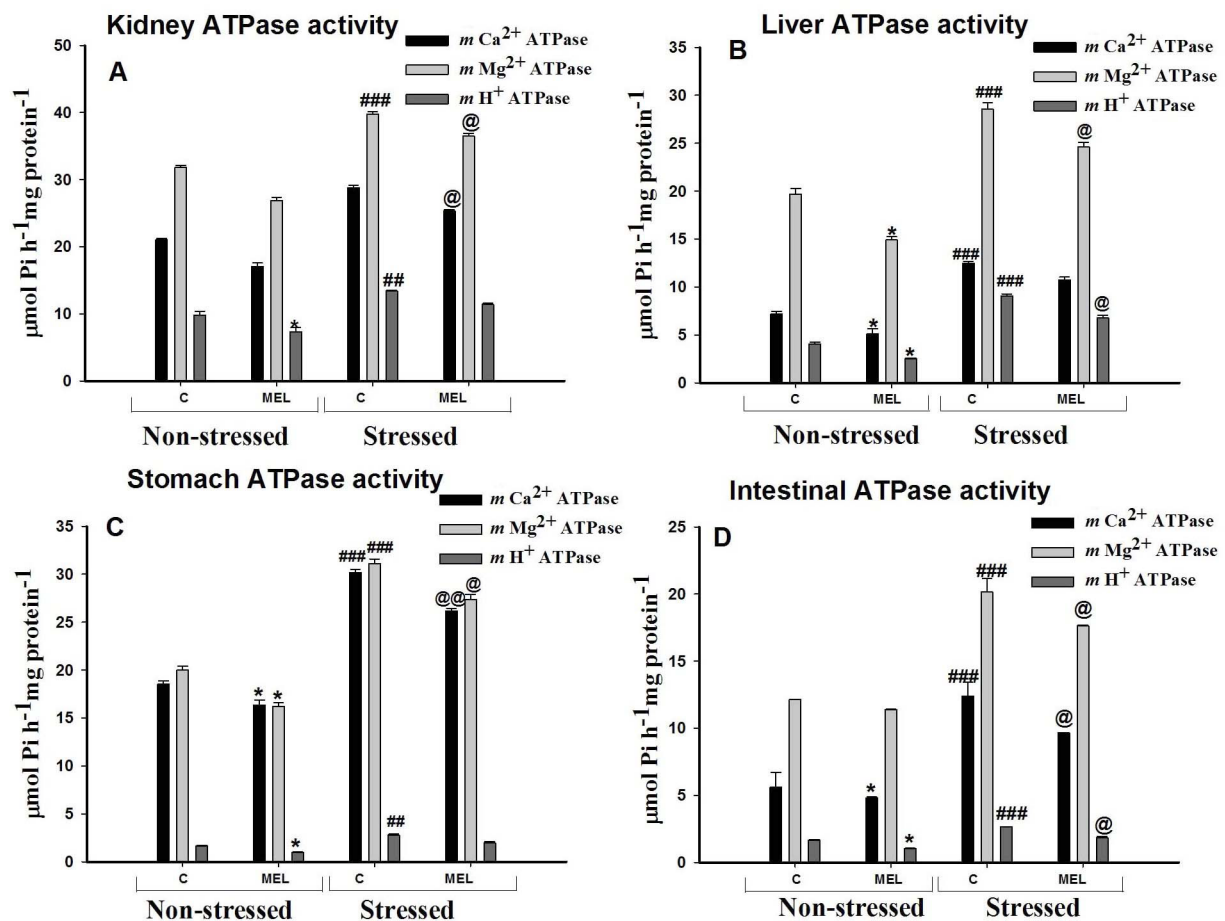 Kidney ATPase activity
A
m Ca2+ ATPase
m Mg2+ ATPase
m H+ ATPase
µmol Pi h-1mg protein-1
50
40
30
20
10
0
*
###
##
@
@
C
MEL
C
MEL
Non-stressed
Stressed
Liver ATPase activity
B
m Ca2+ ATPase
m Mg2+ ATPase
m H+ ATPase
µmol Pi h-1mg protein-1
35
30
25
20
15
10
5
0
*
*
*
###
###
###
@
@
C
MEL
C
MEL
Non-stressed
Stressed
Stomach ATPase activity
C
m Ca2+ ATPase
m Mg2+ ATPase
m H+ ATPase
µmol Pi h-1mg protein-1
35
30
25
20
15
10
5
0
* *
*
### ###
##
@@ @
C
MEL
C
MEL
Non-stressed
Stressed
Intestinal ATPase activity
D
m Ca2+ ATPase
m Mg2+ ATPase
m H+ ATPase
µmol Pi h-1mg protein-1
25
20
15
10
5
0
*
*
###
###
###
@
@
@
C
MEL
C
MEL
Non-stressed
Stressed